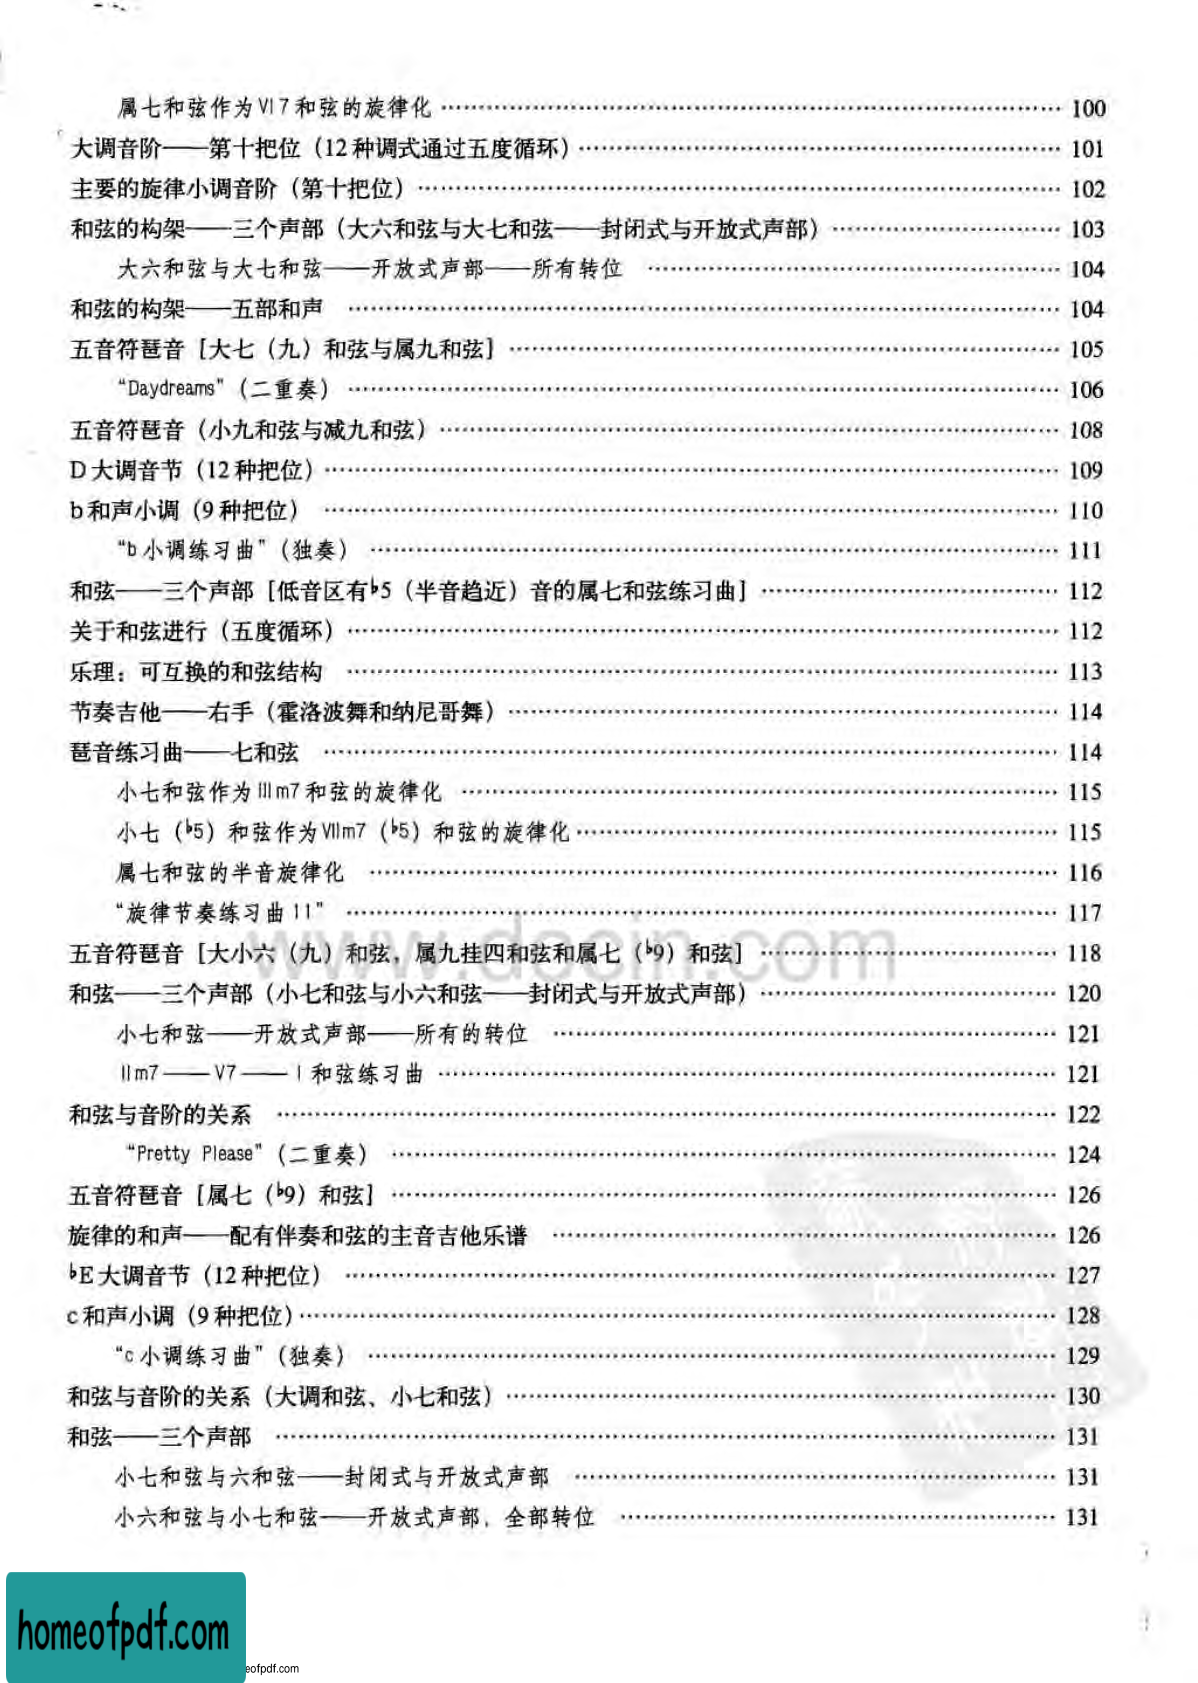 属七和弦作为Ⅵ7和弦的旋律化 …… 100
大调音阶——第十把位（12种调式通过五度循环） …… 101
主要的旋律小调音阶（第十把位） …… 102
和弦的构架——三个声部（大六和弦与大七和弦——封闭式与开放式声部） …… 103
大六和弦与大七和弦——开放式声部——所有转位 …… 104
和弦的构架——五部和声 …… 104
五音符琶音［大七（九）和弦与属九和弦］ …… 105
“Daydreams”（二重奏） …… 106
五音符琶音（小九和弦与减九和弦） …… 108
D大调音节（12种把位） …… 109
b和声小调（9种把位） …… 110
“b小调练习曲”（独奏） …… 111
和弦——三个声部［低音区有♭5（半音趋近）音的属七和弦练习曲］ …… 112
关于和弦进行（五度循环） …… 112
乐理：可互换的和弦结构 …… 113
节奏吉他——右手（霍洛波舞和纳尼哥舞） …… 114
琶音练习曲——七和弦 …… 114
小七和弦作为Ⅲm7和弦的旋律化 …… 115
小七（♭5）和弦作为Ⅶm7（♭5）和弦的旋律化 …… 115
属七和弦的半音旋律化 …… 116
“旋律节奏练习曲11” …… 117
五音符琶音［大小六（九）和弦，属九挂四和弦和属七（♭9）和弦］ …… 118
www.docin.com
和弦——三个声部（小七和弦与小六和弦——封闭式与开放式声部） …… 120
小七和弦——开放式声部——所有的转位 …… 121
Ⅱm7——V7——Ⅰ和弦练习曲 …… 121
和弦与音阶的关系 …… 122
“Pretty Please”（二重奏） …… 124
五音符琶音［属七（♭9）和弦］ …… 126
旋律的和声——配有伴奏和弦的主音吉他乐谱 …… 126
♭E大调音节（12种把位） …… 127
c和声小调（9种把位） …… 128
“c小调练习曲”（独奏） …… 129
和弦与音阶的关系（大调和弦、小七和弦） …… 130
和弦——三个声部 …… 131
小七和弦与六和弦——封闭式与开放式声部 …… 131
小六和弦与小七和弦——开放式声部，全部转位 …… 131
homeofpdf.com
eofpdf.com